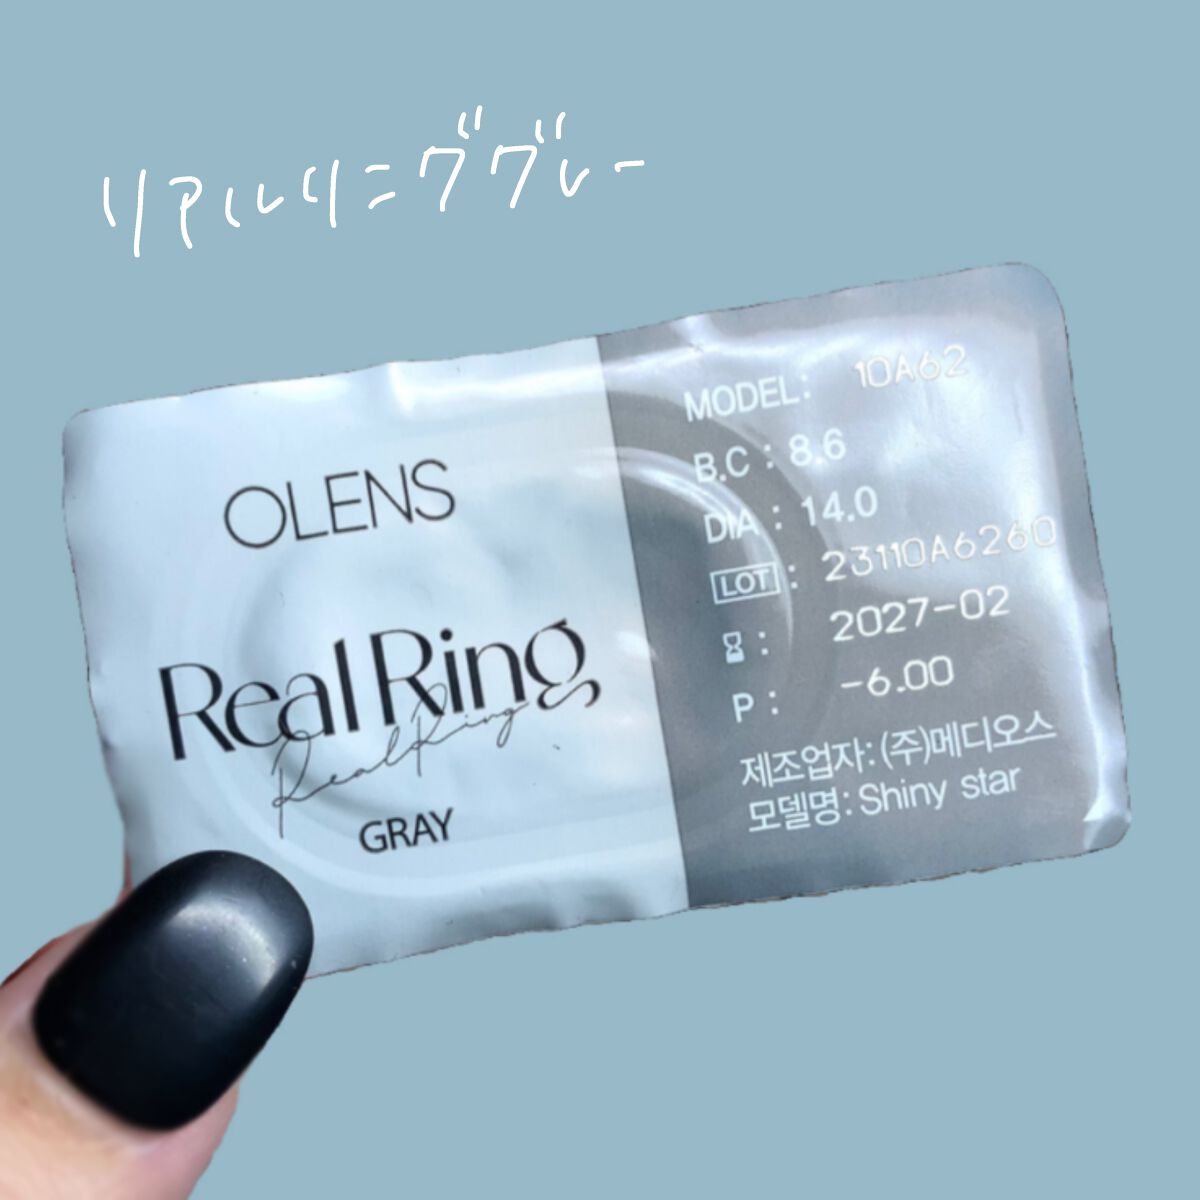 リアルリングブレー
OLENS
Real Ring
Real Ring
GRAY
MODEL: 10A62
B.C : 8.6
DIA : 14.0
LOT : 23110A6260
: 2027-02
P : -6.00
제조업자: (주)메디오스
모델명: Shiny star